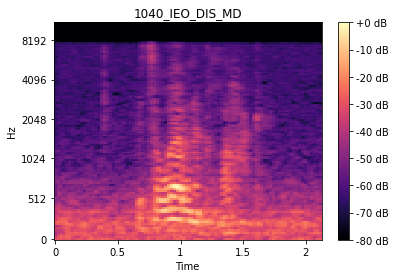 1040_IEO_DIS_MD
8192
4096
2048
1024
512
0
Hz
0
0.5
1
1.5
2
Time
+0 dB
-10 dB
-20 dB
-30 dB
-40 dB
-50 dB
-60 dB
-70 dB
-80 dB